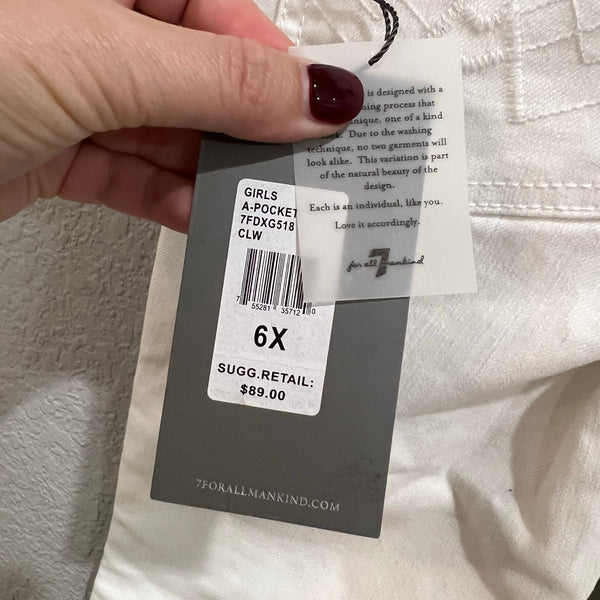 is designed with a
ing process that
nique, one of a kind
look. Due to the washing
technique, no two garments will
look alike. This variation is part
of the natural beauty of the
design.
Each is an individual, like you.
Love it accordingly.
7
for all mankind
GIRLS
A-POCKET
7FDXG518
CLW
7 55281 35712 0
6X
SUGG.RETAIL:
$89.00
7FORALLMANKIND.COM